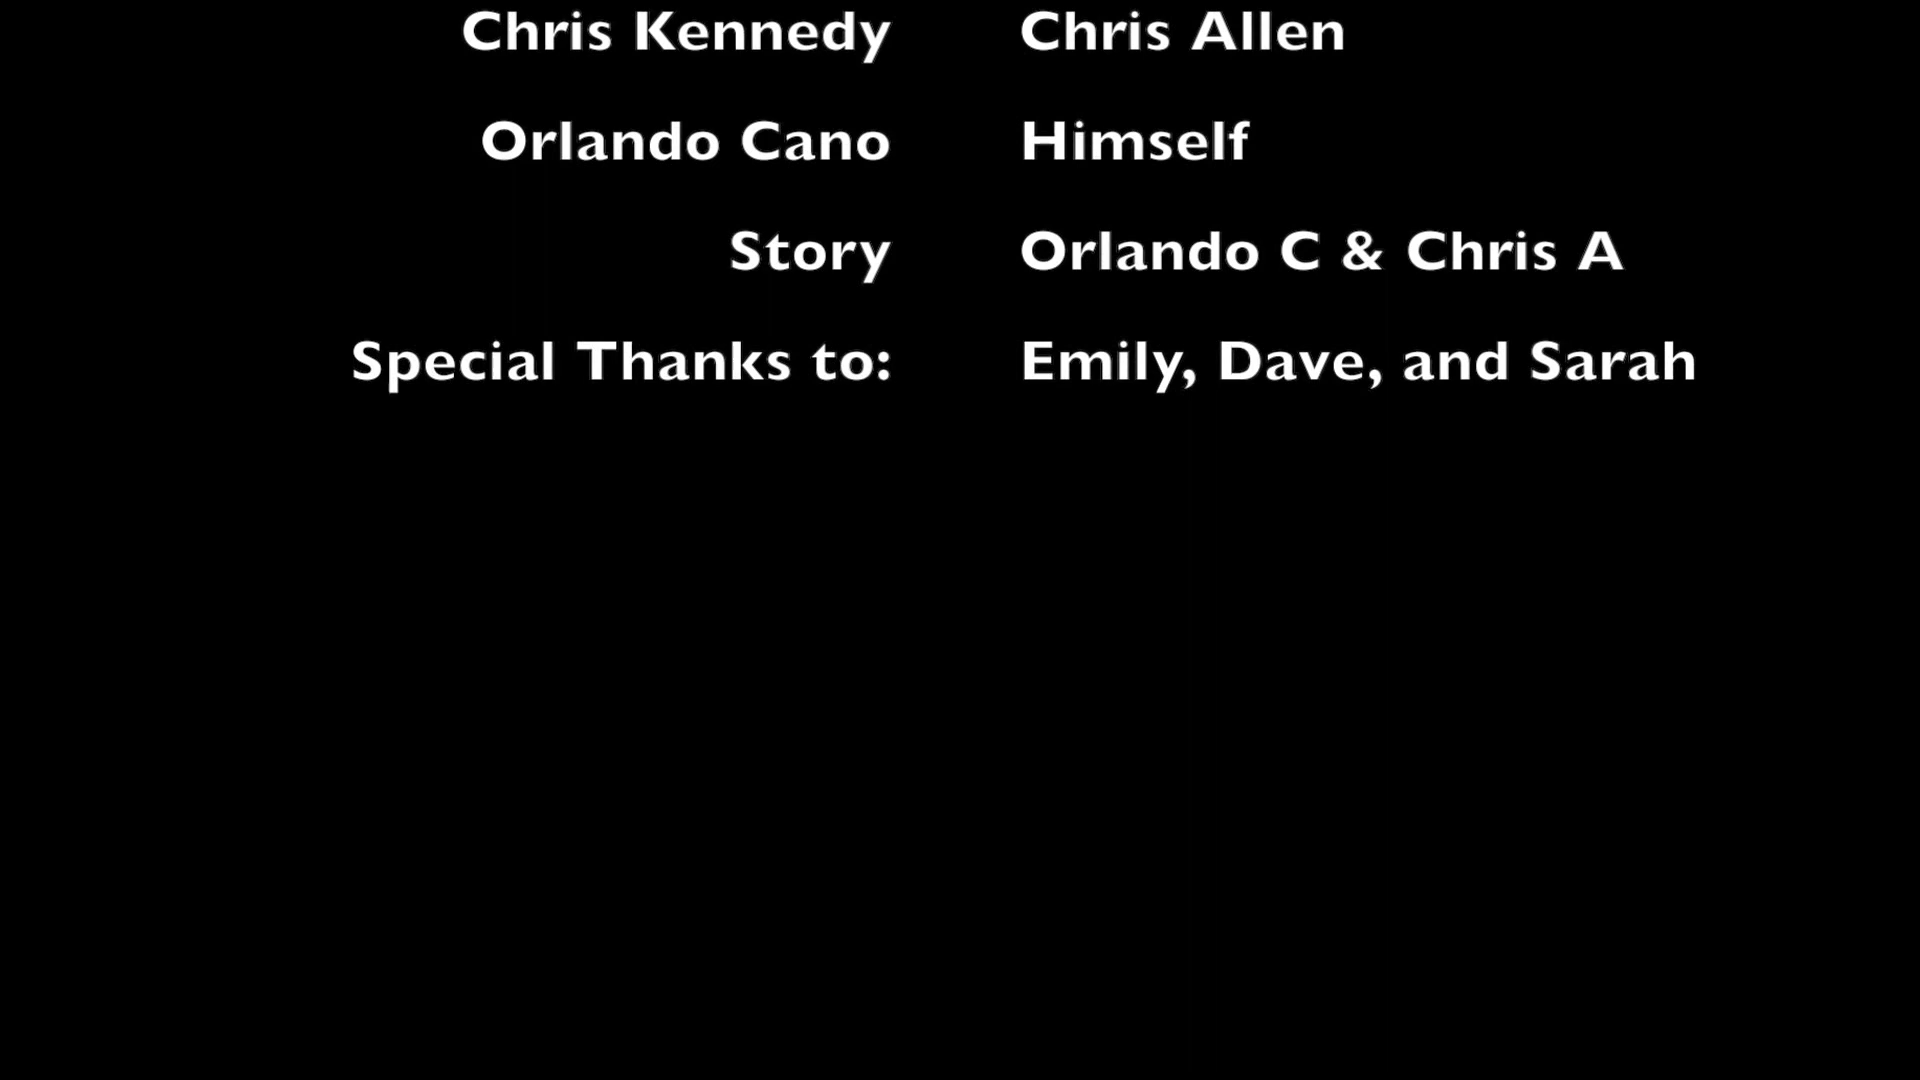 Chris Kennedy Chris Allen
Orlando Cano Himself
Story Orlando C & Chris A
Special Thanks to: Emily, Dave, and Sarah